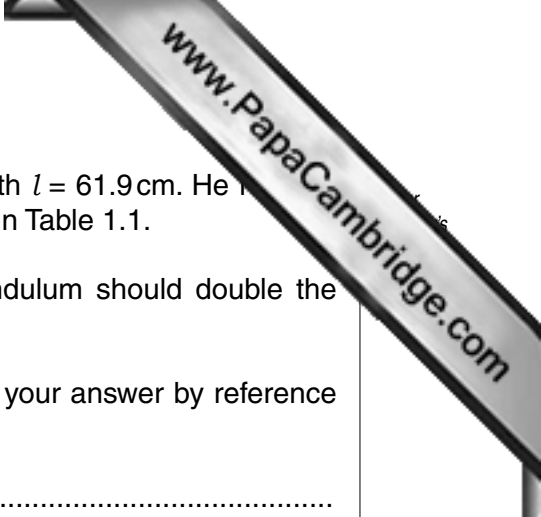 www.PapaCambridge.com
th l = 61.9 cm. He
n Table 1.1.
ndulum should double the
your answer by reference
....................................................